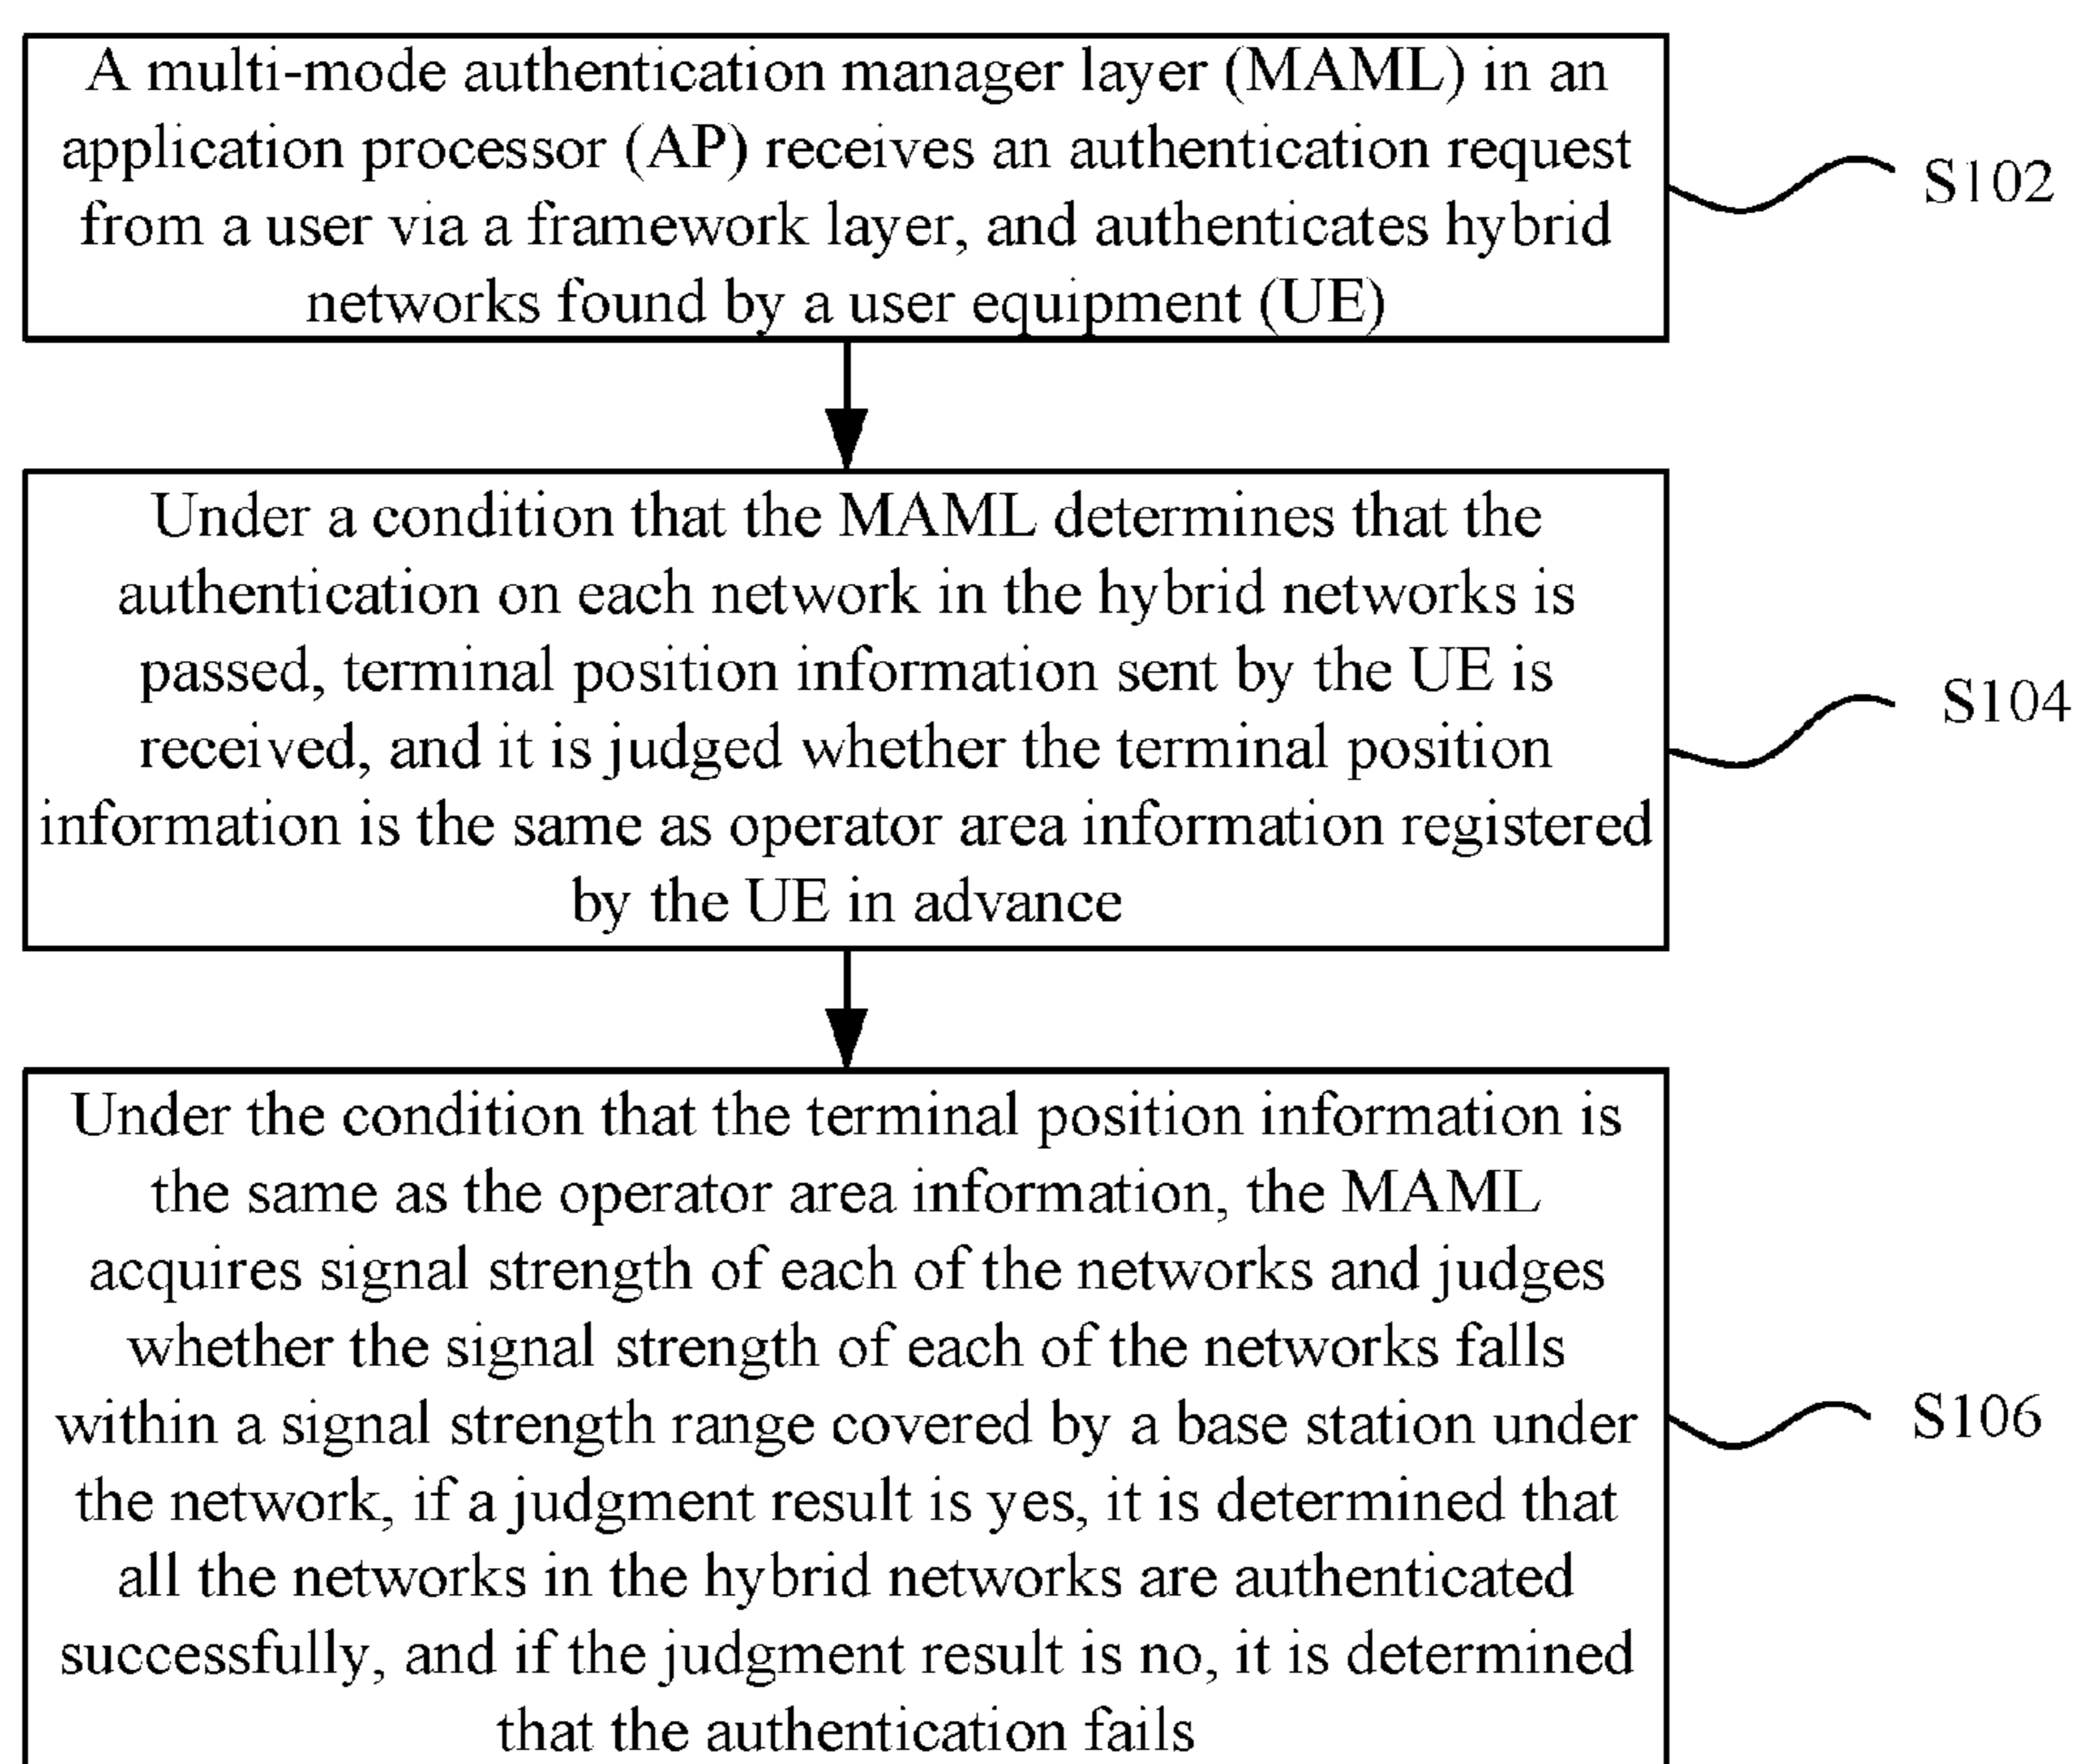 A multi-mode authentication manager layer (MAML) in an
application processor (AP) receives an authentication request
from a user via a framework layer, and authenticates hybrid
networks found by a user equipment (UE)
S102
Under a condition that the MAML determines that the
authentication on each network in the hybrid networks is
passed, terminal position information sent by the UE is
received, and it is judged whether the terminal position
information is the same as operator area information registered
by the UE in advance
S104
Under the condition that the terminal position information is
the same as the operator area information, the MAML
acquires signal strength of each of the networks and judges
whether the signal strength of each of the networks falls
within a signal strength range covered by a base station under
the network, if a judgment result is yes, it is determined that
all the networks in the hybrid networks are authenticated
successfully, and if the judgment result is no, it is determined
that the authentication fails
S106